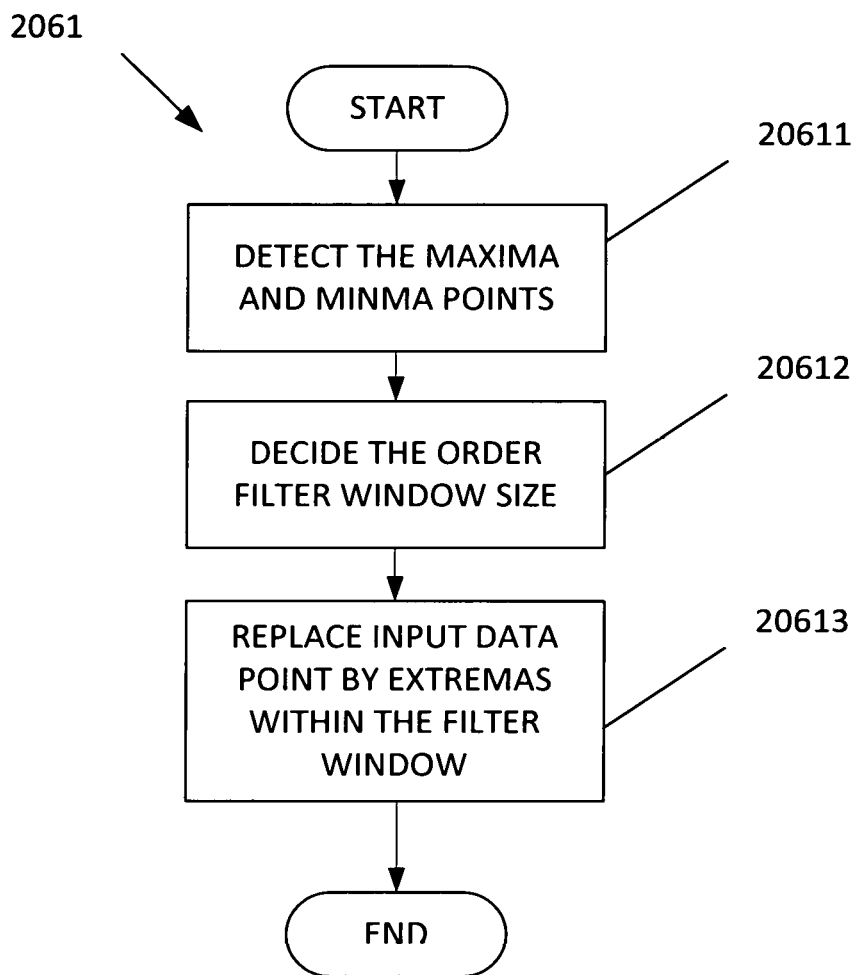 2061
START
20611
DETECT THE MAXIMA
AND MINMA POINTS
20612
DECIDE THE ORDER
FILTER WINDOW SIZE
20613
REPLACE INPUT DATA
POINT BY EXTREMAS
WITHIN THE FILTER
WINDOW
END